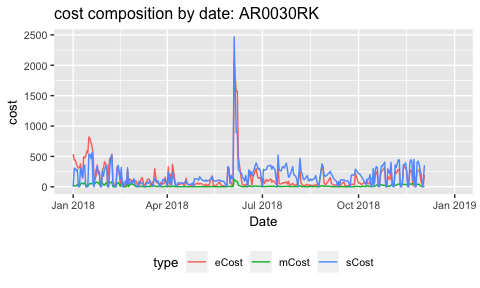 cost composition by date: AR0030RK
2500
2000
1500
1000
500
0
cost
Jan 2018 Apr 2018 Jul 2018 Oct 2018 Jan 2019
Date
type eCost mCost sCost